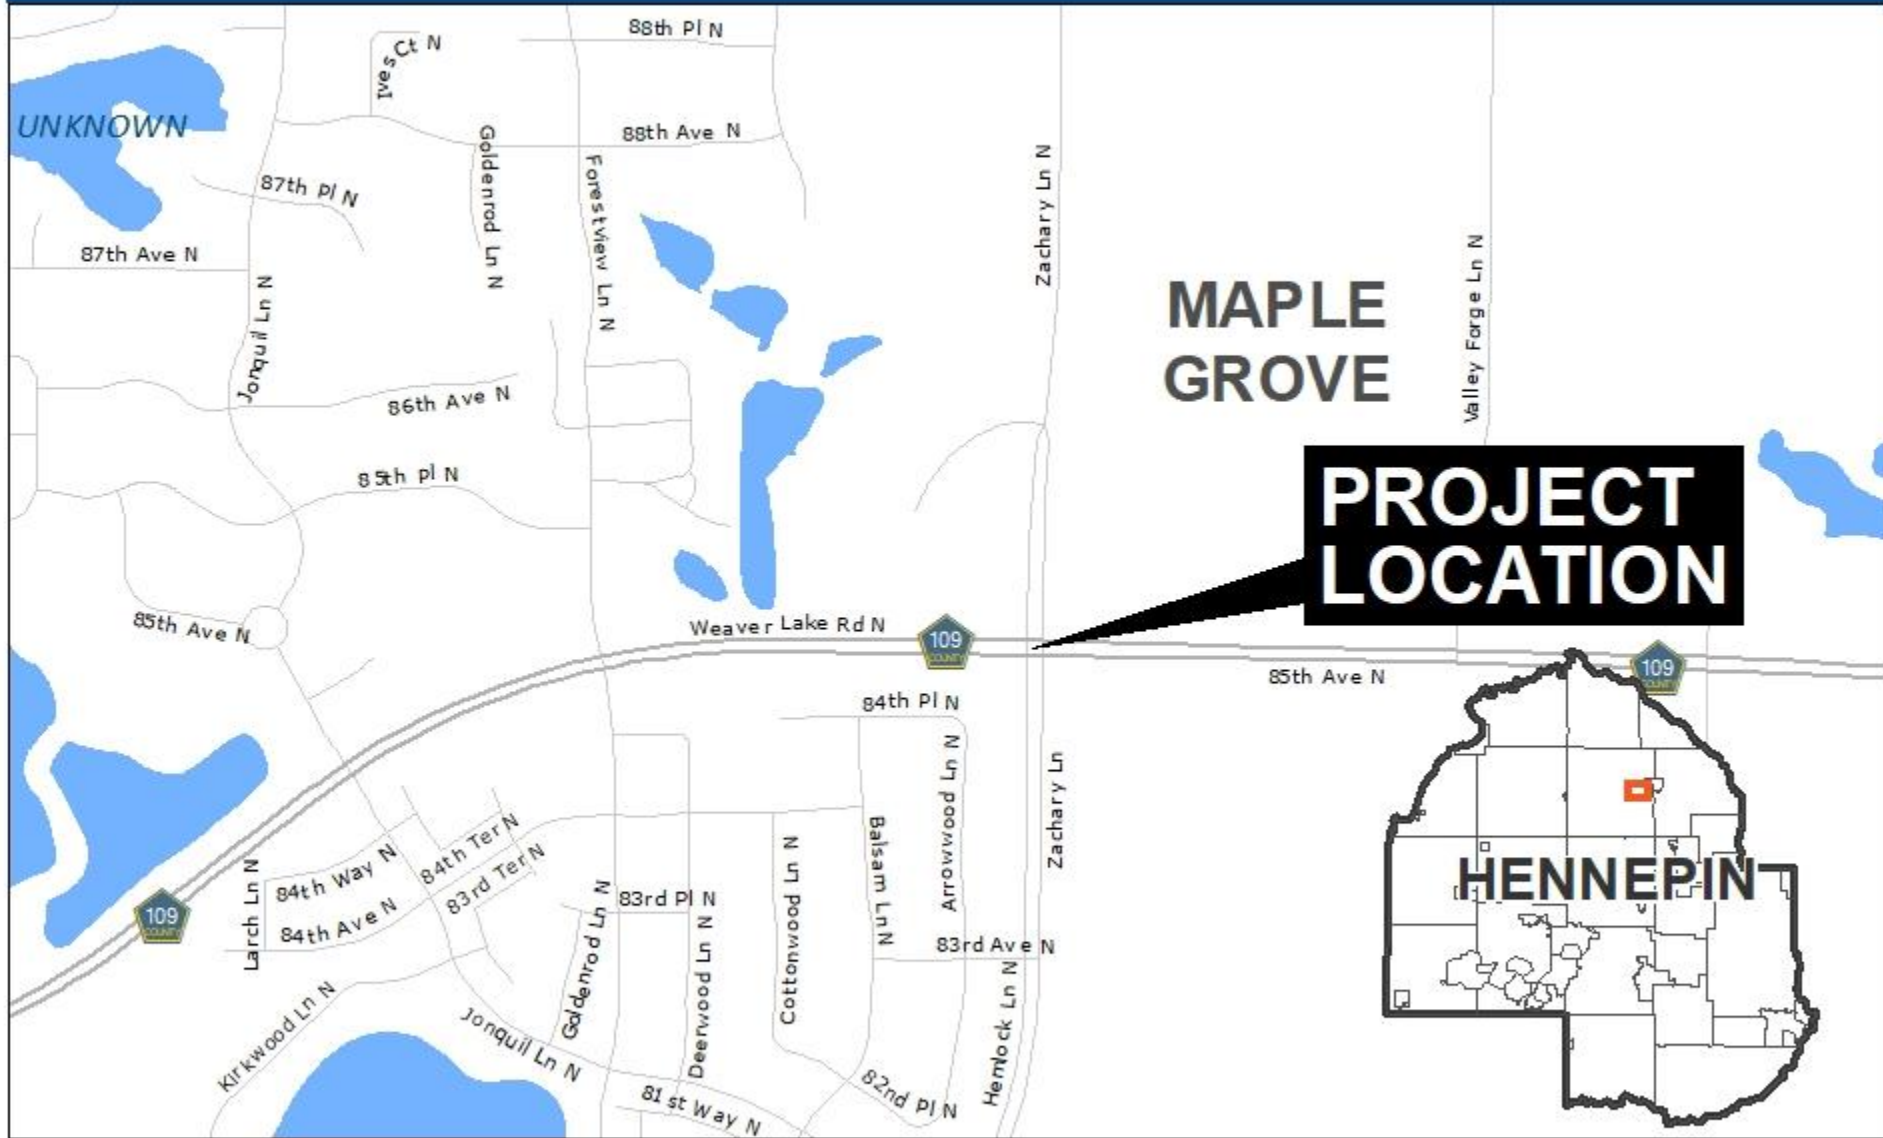 88th Pl N
Ives Ct N
UNKNOWN
88th Ave N
Goldenrod Ln N
Forestview Ln N
Zachary Ln N
87th Pl N
87th Ave N
Jonquil Ln N
Valley Forge Ln N
MAPLE
GROVE
86th Ave N
85th Pl N
PROJECT
LOCATION
85th Ave N
Weaver Lake Rd N
109
COUNTY
85th Ave N
109
COUNTY
84th Pl N
Arrowwood Ln N
Zachary Ln
Balsam Ln N
Cottonwood Ln N
84th Ter N
83rd Ter N
84th Way N
84th Ave N
Larch Ln N
109
COUNTY
HENNEPIN
83rd Pl N
Goldenrod Ln N
Deerwood Ln N
83rd Ave N
Hemlock Ln N
Kirkwood Ln N
Jonquil Ln N
81st Way N
82nd Pl N